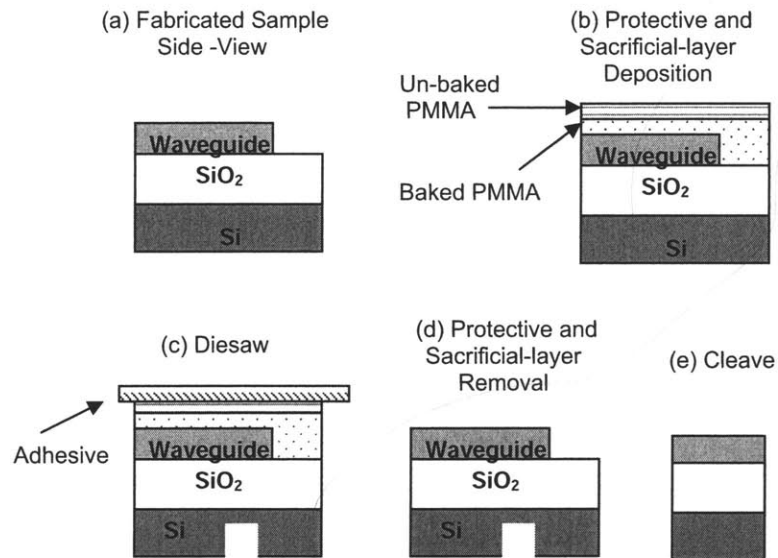 (a) Fabricated Sample
Side -View
Waveguide
SiO₂
Si
(b) Protective and
Sacrificial-layer
Deposition
Un-baked
PMMA
Baked PMMA
Waveguide
SiO₂
Si
(c) Diesaw
Adhesive
Waveguide
SiO₂
Si
(d) Protective and
Sacrificial-layer
Removal
Waveguide
SiO₂
Si
(e) Cleave